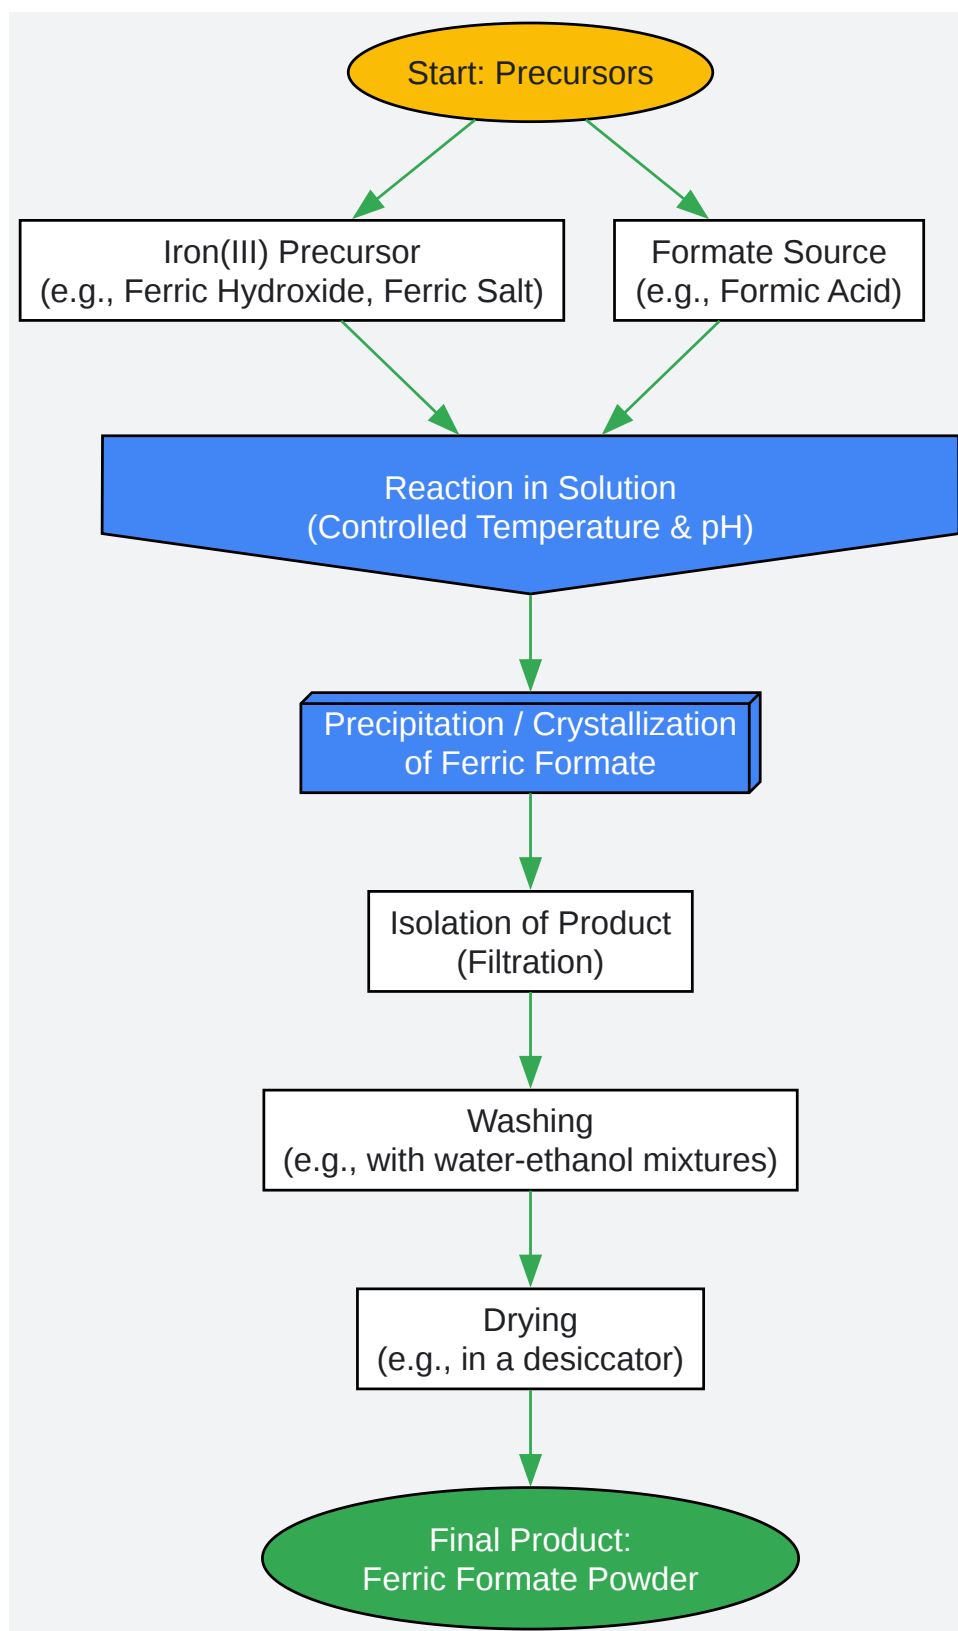 Start: Precursors
Iron(III) Precursor
(e.g., Ferric Hydroxide, Ferric Salt)
Formate Source
(e.g., Formic Acid)
Reaction in Solution
(Controlled Temperature & pH)
Precipitation / Crystallization
of Ferric Formate
Isolation of Product
(Filtration)
Washing
(e.g., with water-ethanol mixtures)
Drying
(e.g., in a desiccator)
Final Product:
Ferric Formate Powder